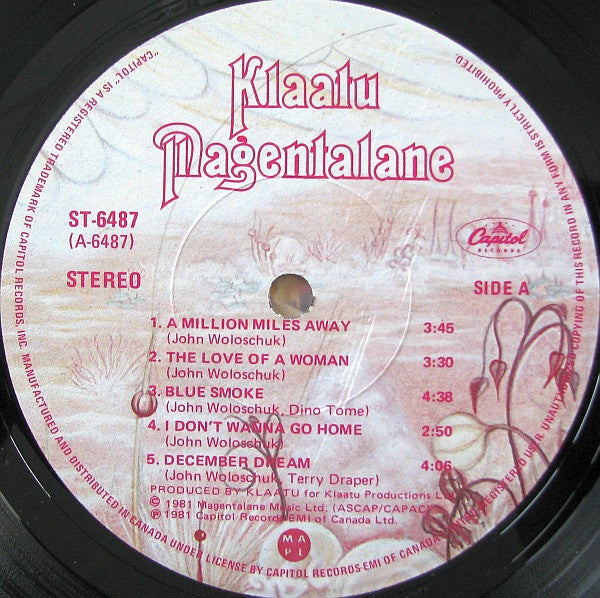 Klaatu
Magentalane
ST-6487
(A-6487)
STEREO
Capitol
RECORDS
SIDE A
1. A MILLION MILES AWAY 3:45
(John Woloschuk)
2. THE LOVE OF A WOMAN 3:30
(John Woloschuk)
3. BLUE SMOKE 4:38
(John Woloschuk, Dino Tome)
4. I DON'T WANNA GO HOME 2:50
(John Woloschuk)
5. DECEMBER DREAM 4:06
(John Woloschuk, Terry Draper)
PRODUCED BY KLAATU for Klaatu Productions
© 1981 Magentalane Music Ltd. (ASCAP/CAPAC)
℗ 1981 Capitol Records-EMI of Canada Ltd.
M A
P L
"CAPITOL" IS A REGISTERED TRADEMARK OF CAPITOL RECORDS, INC. MANUFACTURED AND DISTRIBUTED IN CANADA UNDER LICENSE BY CAPITOL RECORDS-EMI OF CANADA REGISTERED USER. COPYING OF THIS RECORD IN ANY FORM IS STRICTLY PROHIBITED